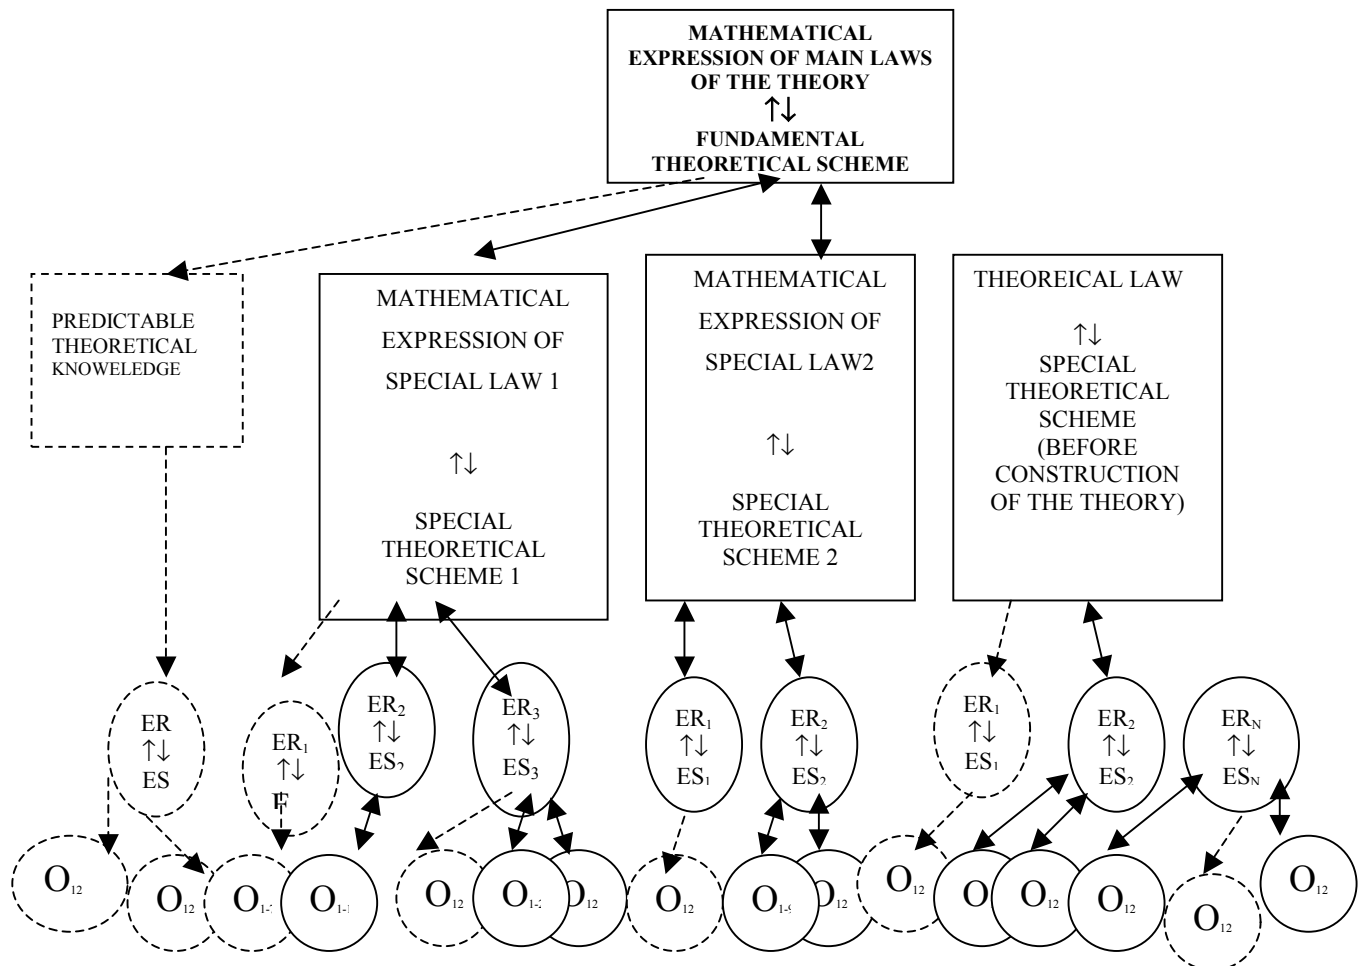 MATHEMATICAL
EXPRESSION OF MAIN LAWS
OF THE THEORY
↑↓
FUNDAMENTAL
THEORETICAL SCHEME
PREDICTABLE
THEORETICAL
KNOWELEDGE
MATHEMATICAL
EXPRESSION OF
SPECIAL LAW 1
↑↓
SPECIAL
THEORETICAL
SCHEME 1
MATHEMATICAL
EXPRESSION OF
SPECIAL LAW2
↑↓
SPECIAL
THEORETICAL
SCHEME 2
THEOREICAL LAW
↑↓
SPECIAL
THEORETICAL
SCHEME
(BEFORE
CONSTRUCTION
OF THE THEORY)
ER
↑↓
ES
ER₁
↑↓
ER₂
↑↓
ES₂
ER₃
↑↓
ES₃
ER₁
↑↓
ES₁
ER₂
↑↓
ES₂
ER₁
↑↓
ES₁
ER₂
↑↓
ES₂
ER_N
↑↓
ES_N
O₁₂
O₁₂
O₁₂
O₁₂
O₁₂
O₁₂
O₁₂
O₁₂
O₁₂
O₁₂
O₁₂